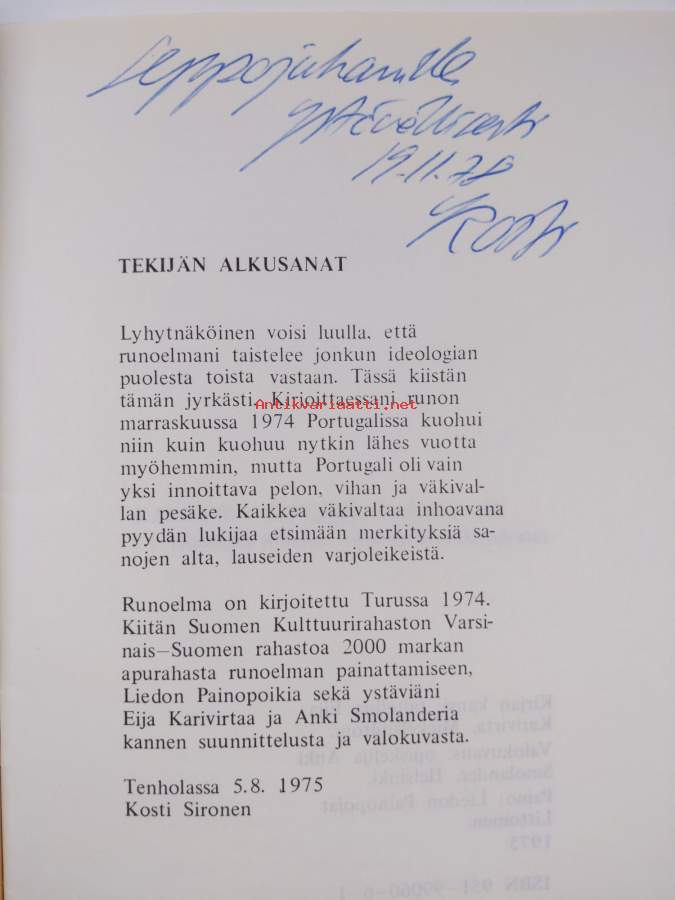 Leppojuhanille
ystävällisesti
19.11.78
Kosti
TEKIJÄN ALKUSANAT
Lyhytnäköinen voisi luulla, että
runoelmani taistelee jonkun ideologian
puolesta toista vastaan. Tässä kiistän
tämän jyrkästi. Kirjoittaessani runon
Antikvariaatti.net
marraskuussa 1974 Portugalissa kuohui
niin kuin kuohuu nytkin lähes vuotta
myöhemmin, mutta Portugali oli vain
yksi innoittava pelon, vihan ja väkival-
lan pesäke. Kaikkea väkivaltaa inhoavana
pyydän lukijaa etsimään merkityksiä sa-
nojen alta, lauseiden varjoleikeistä.
Runoelma on kirjoitettu Turussa 1974.
Kiitän Suomen Kulttuurirahaston Varsi-
nais—Suomen rahastoa 2000 markan
apurahasta runoelman painattamiseen,
Liedon Painopoikia sekä ystäviäni
Eija Karivirtaa ja Anki Smolanderia
kannen suunnittelusta ja valokuvasta.
Tenholassa 5.8. 1975
Kosti Sironen